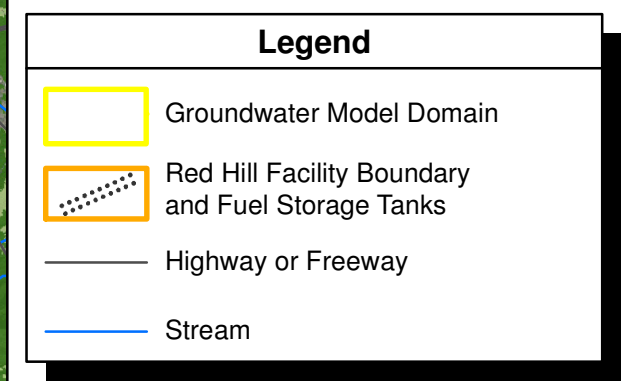 Legend
Groundwater Model Domain
Red Hill Facility Boundary
and Fuel Storage Tanks
Highway or Freeway
Stream